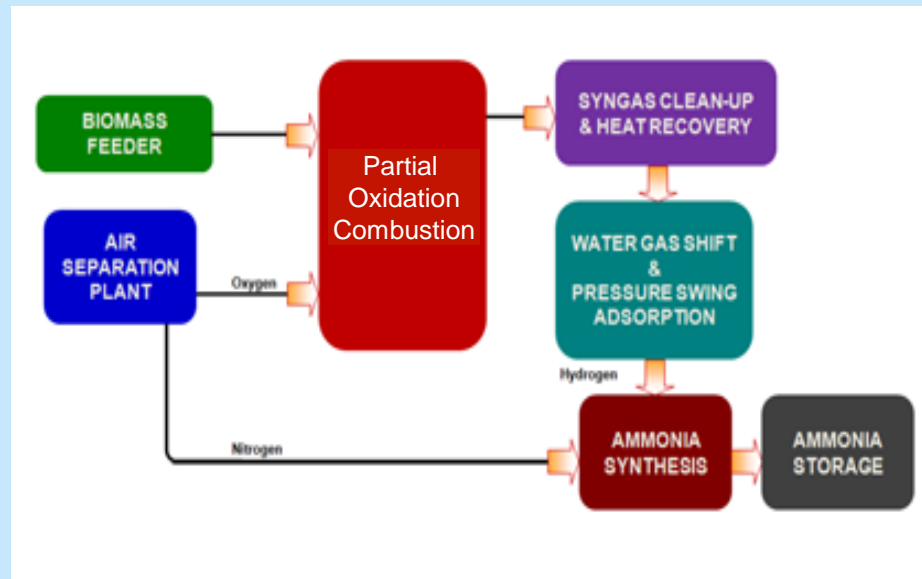 BIOMASS
FEEDER
AIR
SEPARATION
PLANT
Oxygen
Nitrogen
Partial
Oxidation
Combustion
SYNGAS CLEAN-UP
& HEAT RECOVERY
WATER GAS SHIFT
&
PRESSURE SWING
ADSORPTION
Hydrogen
AMMONIA
SYNTHESIS
AMMONIA
STORAGE